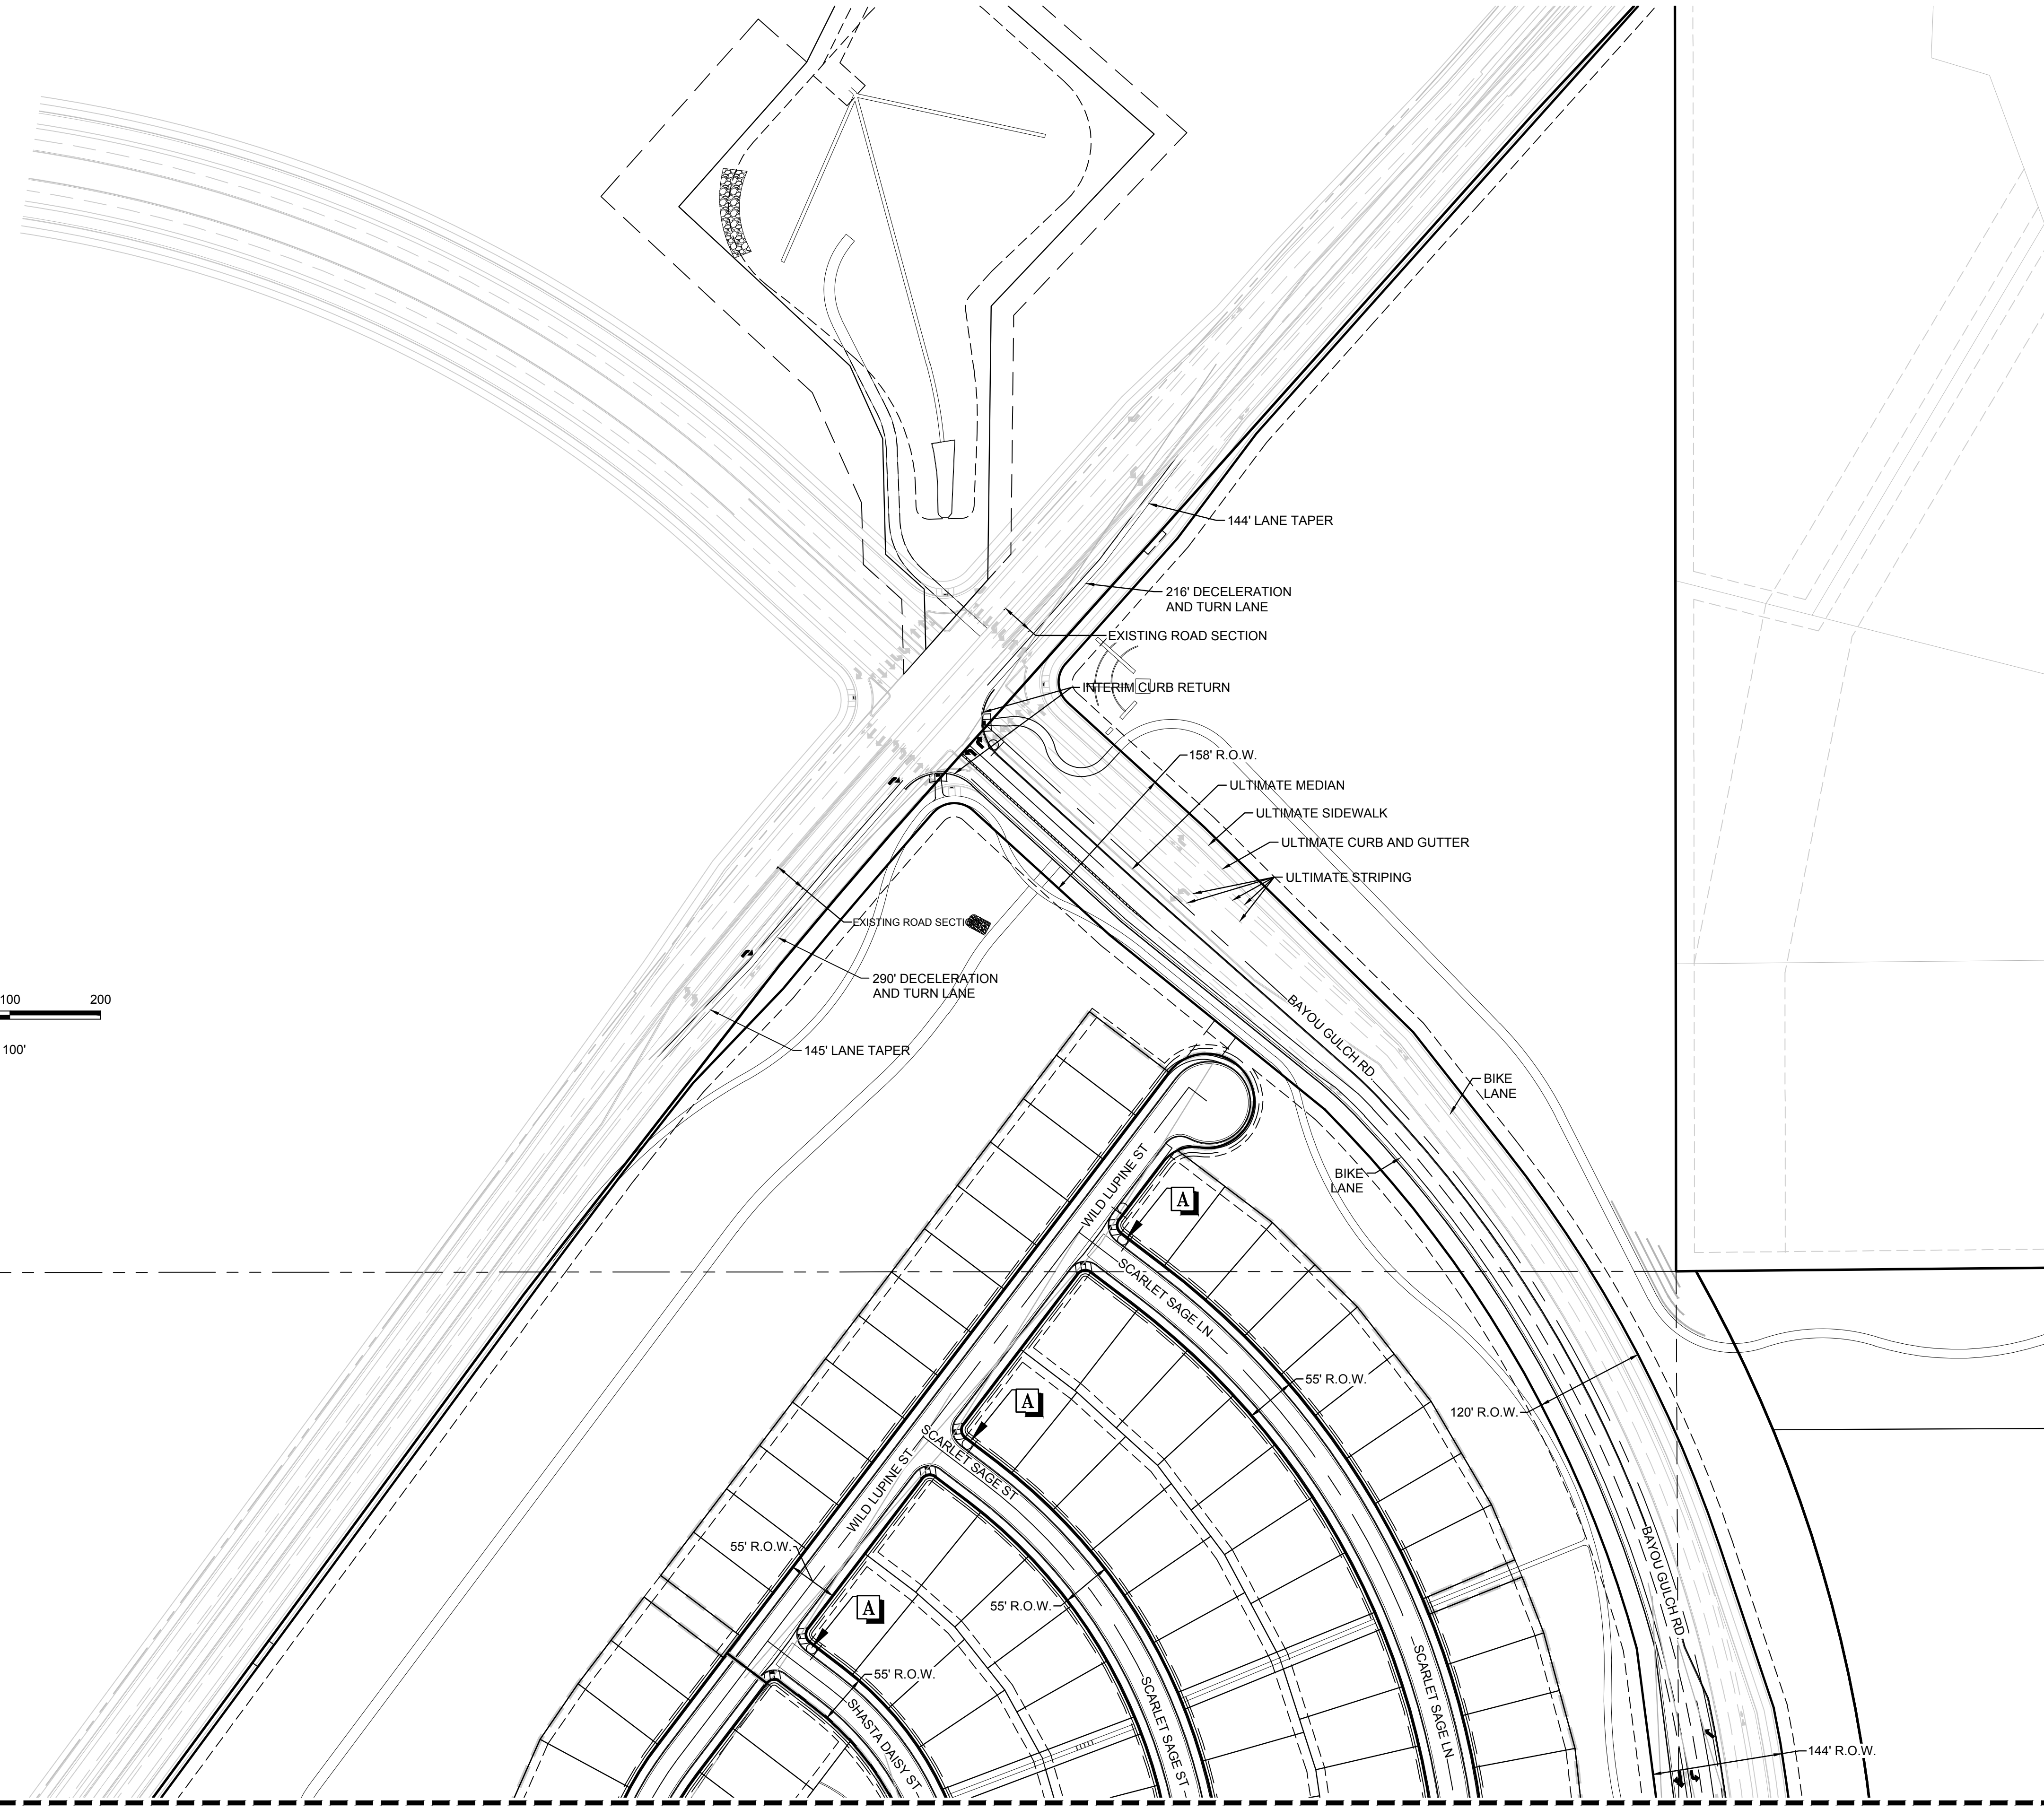 144' LANE TAPER
216' DECELERATION
AND TURN LANE
EXISTING ROAD SECTION
INTERIM CURB RETURN
158' R.O.W.
ULTIMATE MEDIAN
ULTIMATE SIDEWALK
ULTIMATE CURB AND GUTTER
ULTIMATE STRIPING
EXISTING ROAD SECTION
290' DECELERATION
AND TURN LANE
100 200
100'
145' LANE TAPER
BAYOU GULCH RD
BIKE
LANE
BIKE
LANE
WILD LUPINE ST
A
SCARLET SAGE LN
55' R.O.W.
A
120' R.O.W.
SCARLET SAGE ST
WILD LUPINE ST
55' R.O.W.
BAYOU GULCH RD
A
55' R.O.W.
55' R.O.W.
SHASTA DAISY ST
SCARLET SAGE ST
SCARLET SAGE LN
144' R.O.W.